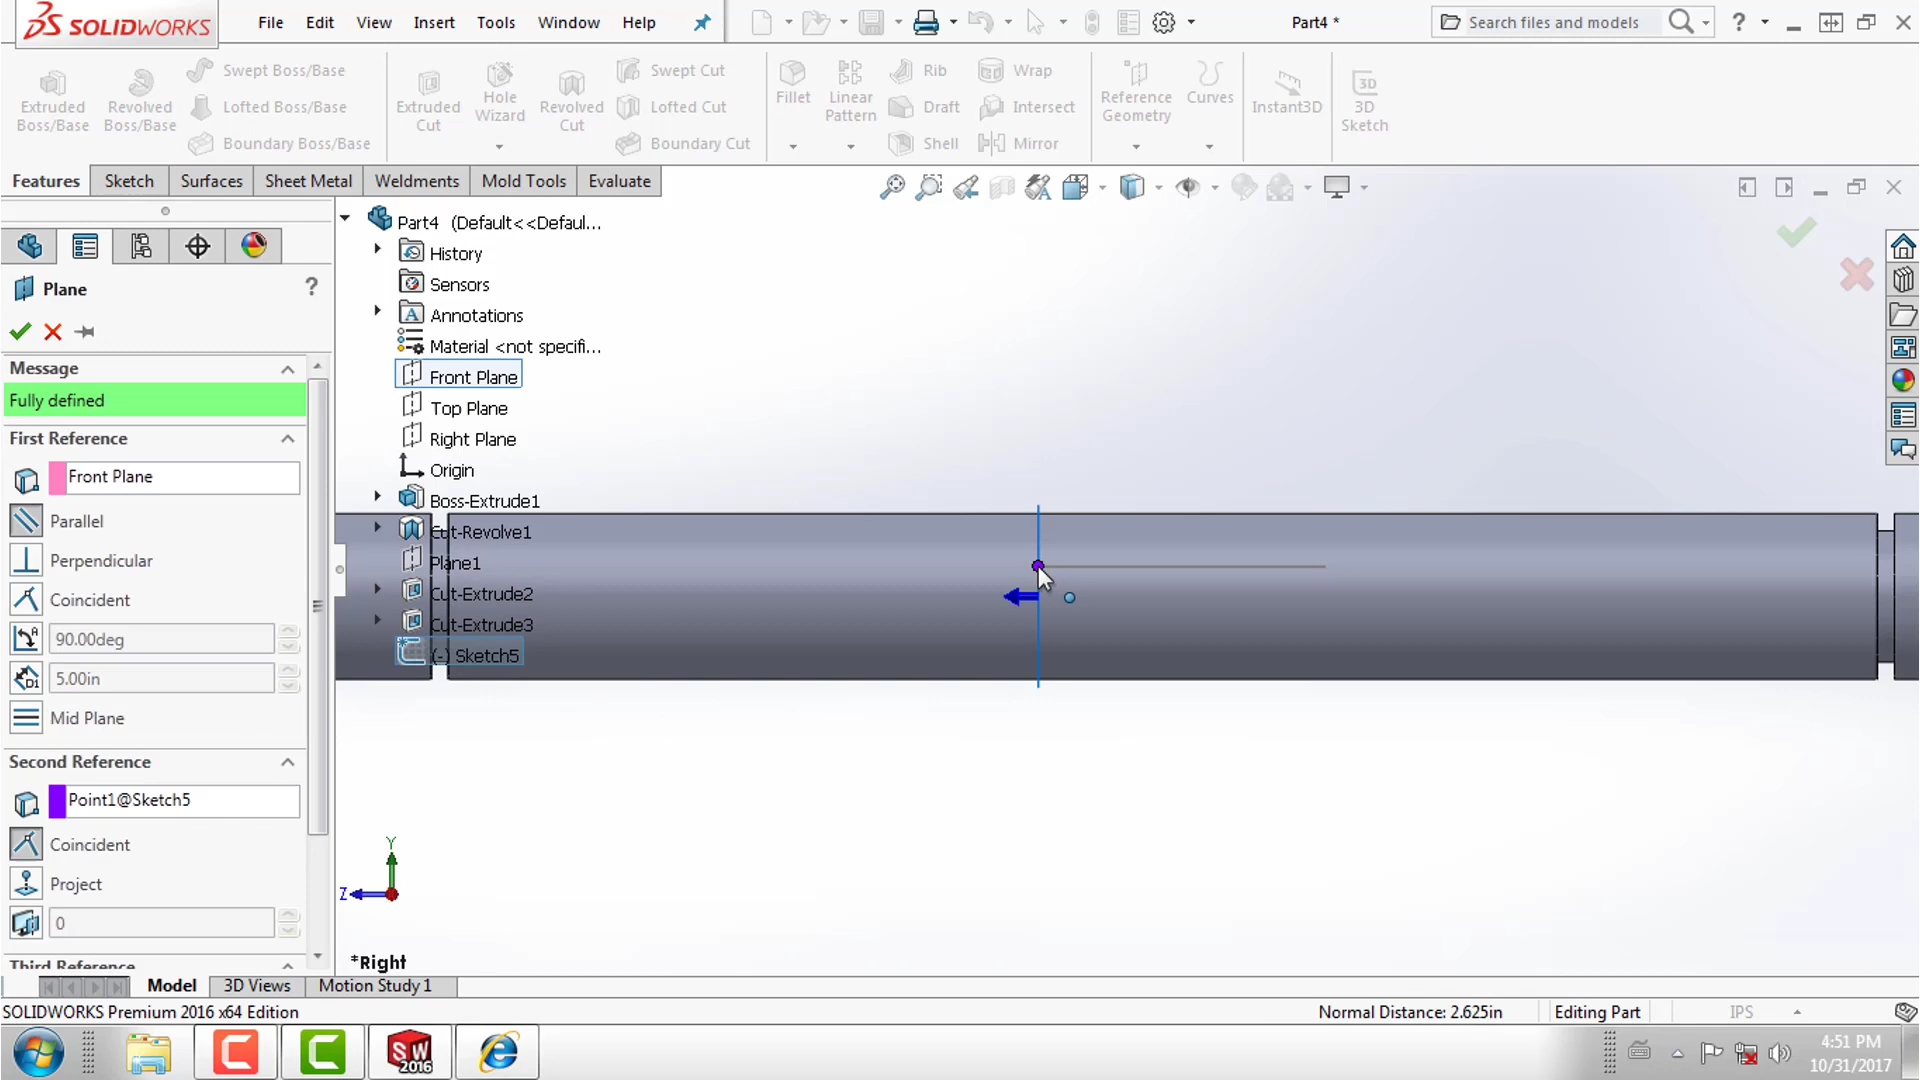 SOLIDWORKS
File Edit View Insert Tools Window Help
Part4 *
Search files and models
Extruded Boss/Base
Revolved Boss/Base
Swept Boss/Base
Lofted Boss/Base
Boundary Boss/Base
Extruded Cut
Hole Wizard
Revolved Cut
Swept Cut
Lofted Cut
Boundary Cut
Fillet
Linear Pattern
Rib
Draft
Shell
Wrap
Intersect
Mirror
Reference Geometry
Curves
Instant3D
3D Sketch
Features Sketch Surfaces Sheet Metal Weldments Mold Tools Evaluate
Plane
?
Message
Fully defined
First Reference
Front Plane
Parallel
Perpendicular
Coincident
90.00deg
5.00in
Mid Plane
Second Reference
Point1@Sketch5
Coincident
Project
0
Third Reference
Part4 (Default<<Defaul...
History
Sensors
Annotations
Material <not specifi...
Front Plane
Top Plane
Right Plane
Origin
Boss-Extrude1
Cut-Revolve1
Plane1
Cut-Extrude2
Cut-Extrude3
(-) Sketch5
Y
Z
*Right
Model 3D Views Motion Study 1
SOLIDWORKS Premium 2016 x64 Edition
Normal Distance: 2.625in
Editing Part
IPS
SW
2016
4:51 PM
10/31/2017